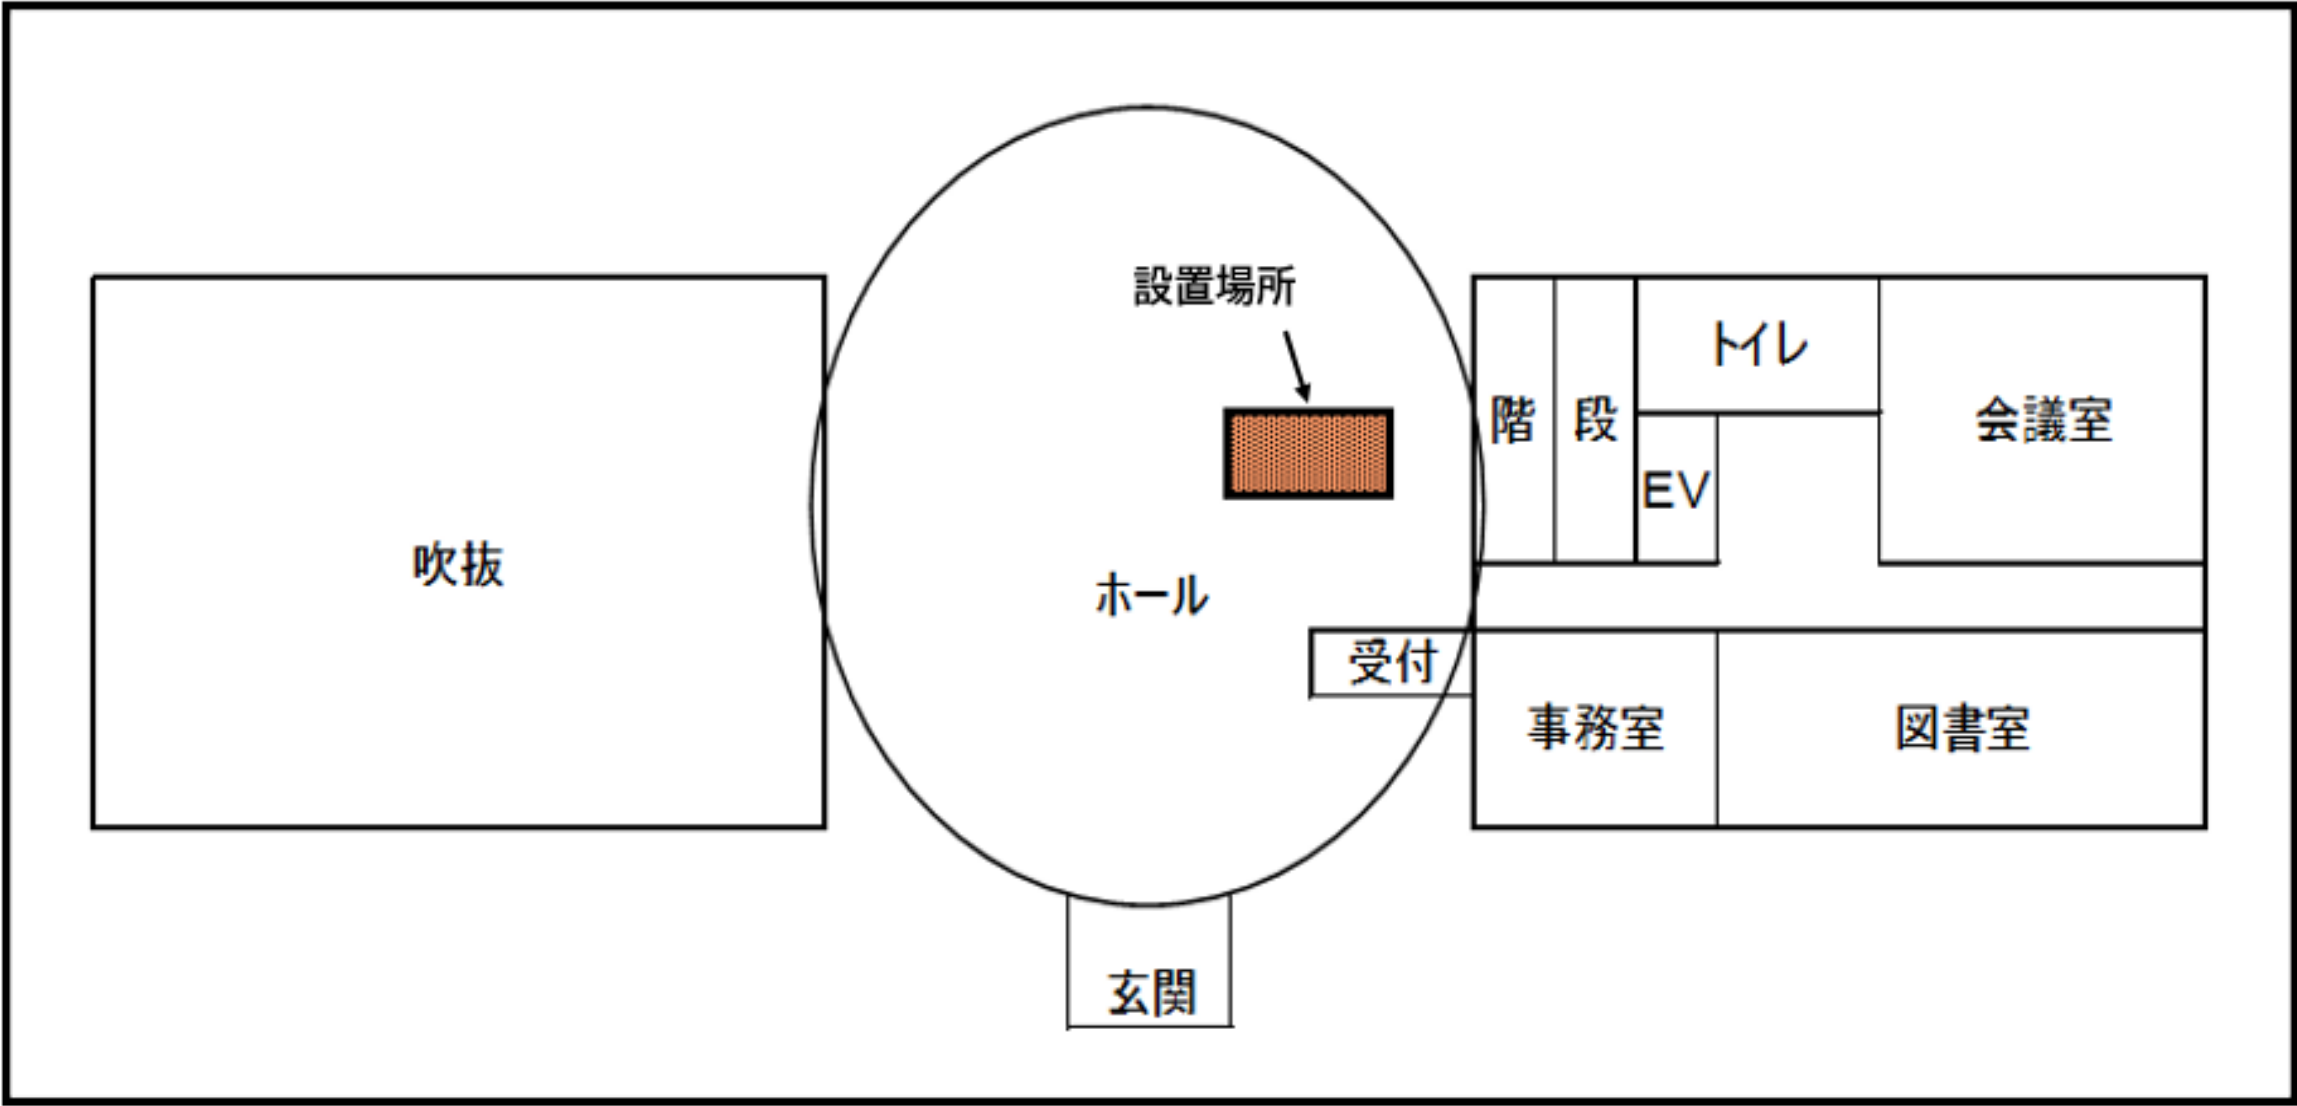 設置場所
トイレ
階段
会議室
EV
吹抜
ホール
受付
事務室
図書室
玄関